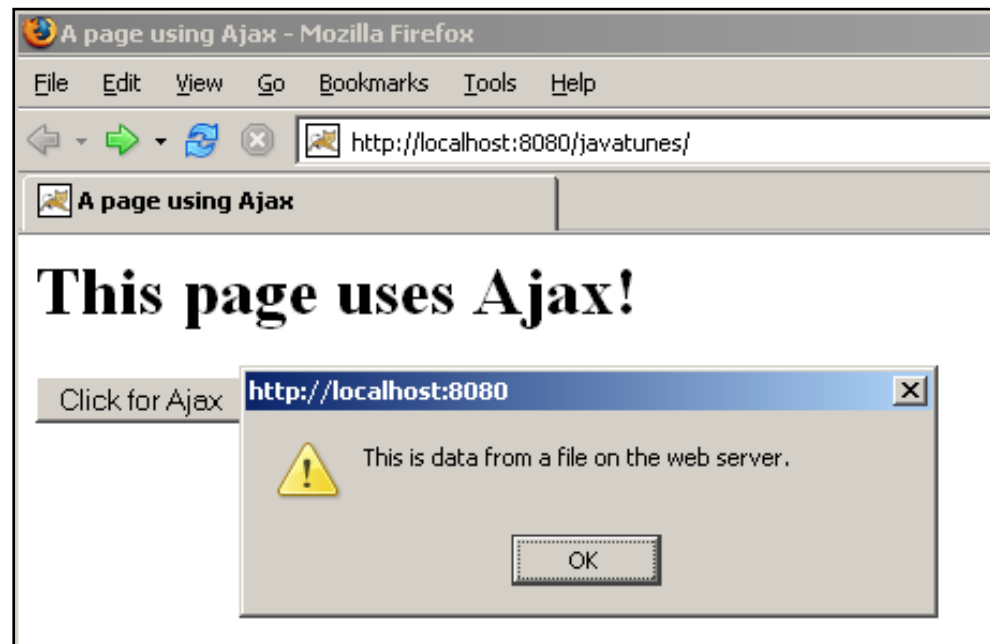 A page using Ajax - Mozilla Firefox
File Edit View Go Bookmarks Tools Help
http://localhost:8080/javatunes/
A page using Ajax
This page uses Ajax!
Click for Ajax
http://localhost:8080
This is data from a file on the web server.
OK